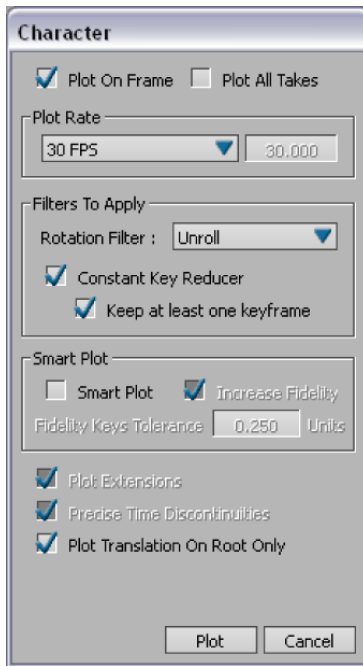 Character
Plot On Frame Plot All Takes
Plot Rate
30 FPS 30.000
Filters To Apply
Rotation Filter : Unroll
Constant Key Reducer
Keep at least one keyframe
Smart Plot
Smart Plot Increase Fidelity
Fidelity Keys Tolerance 0.250 Units
Plot Extensions
Precise Time Discontinuities
Plot Translation On Root Only
Plot Cancel